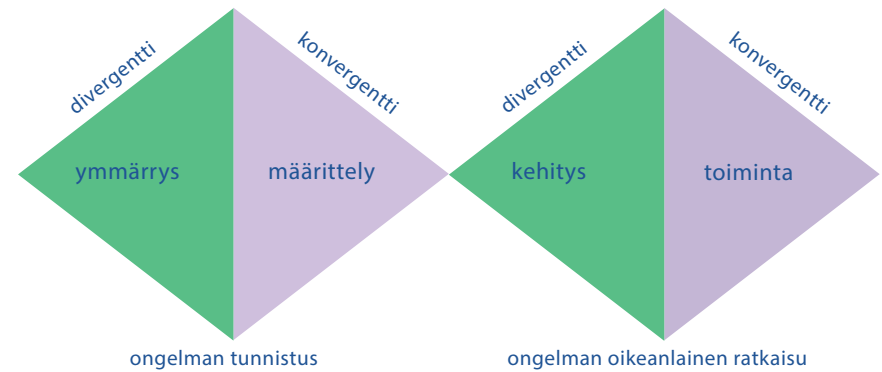 divergentti
konvergentti
divergentti
konvergentti
ymmärrys
määrittely
kehitys
toiminta
ongelman tunnistus
ongelman oikeanlainen ratkaisu